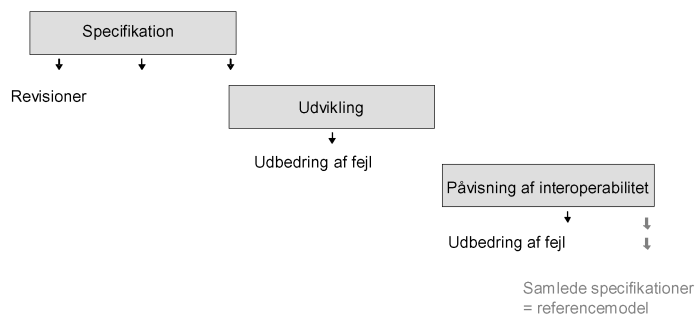 Specifikation
Revisioner
Udvikling
Udbedring af fejl
Påvisning af interoperabilitet
Udbedring af fejl
Samlede specifikationer
= referencemodel